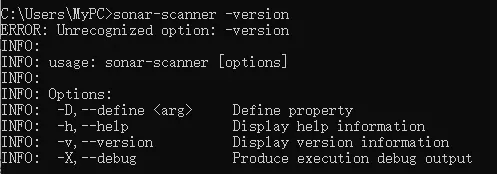 C:\Users\MyPC>sonar-scanner -version
ERROR: Unrecognized option: -version
INFO:
INFO: usage: sonar-scanner [options]
INFO:
INFO: Options:
INFO:  -D,--define <arg>     Define property
INFO:  -h,--help             Display help information
INFO:  -v,--version          Display version information
INFO:  -X,--debug            Produce execution debug output